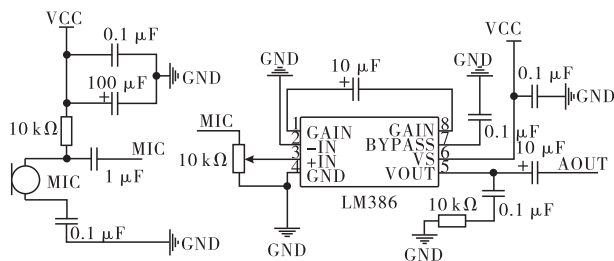 VCC
0.1 μF
GND
100 μF
+
10 kΩ
MIC
1 μF
MIC
0.1 μF
GND
GND
10 μF
+
MIC
10 kΩ
1 GAIN
2 -IN
3 +IN
4 GND
GAIN 8
BYPASS 7
VS 6
VOUT 5
LM386
GND
GND
0.1 μF
VCC
0.1 μF
GND
10 μF
+
AOUT
10 kΩ
0.1 μF
GND